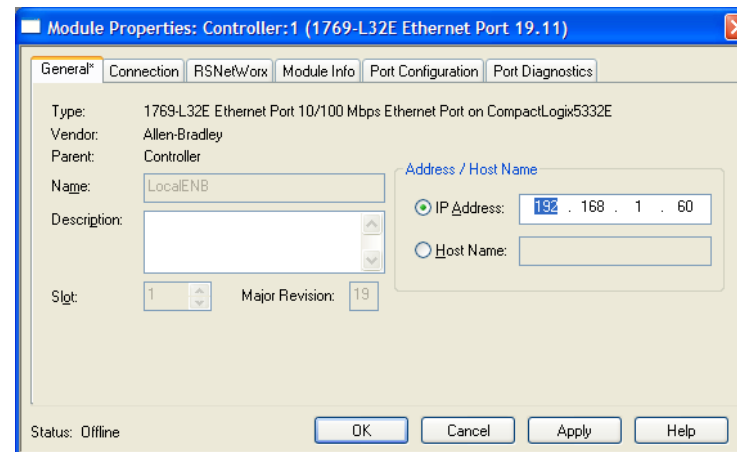 Module Properties: Controller:1 (1769-L32E Ethernet Port 19.11)
General* Connection RSNetWorx Module Info Port Configuration Port Diagnostics
Type: 1769-L32E Ethernet Port 10/100 Mbps Ethernet Port on CompactLogix5332E
Vendor: Allen-Bradley
Parent: Controller
Address / Host Name
Name: LocalENB
IP Address: 192 . 168 . 1 . 60
Description:
Host Name:
Slot: 1 Major Revision: 19
Status: Offline OK Cancel Apply Help